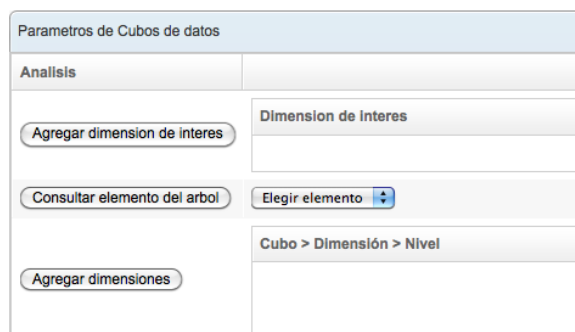 Parametros de Cubos de datos
Analisis
Dimension de interes
Agregar dimension de interes
Consultar elemento del arbol
Elegir elemento
Cubo > Dimensión > Nivel
Agregar dimensiones